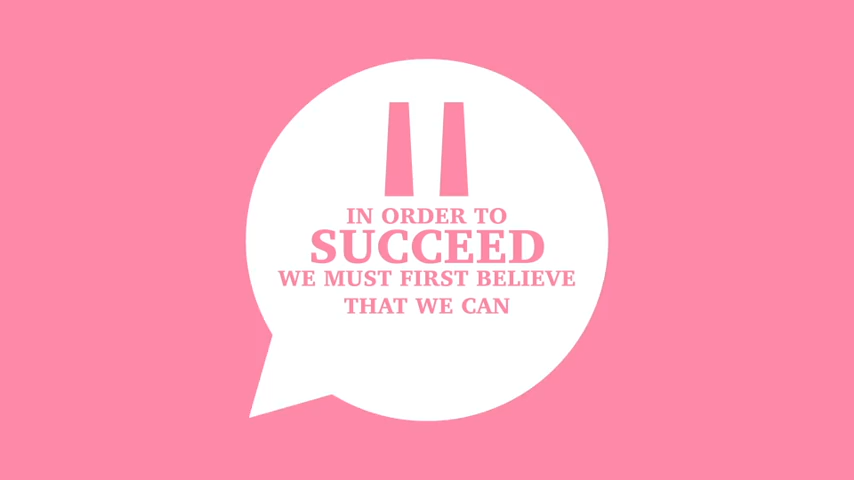 "
IN ORDER TO
SUCCEED
WE MUST FIRST BELIEVE
THAT WE CAN